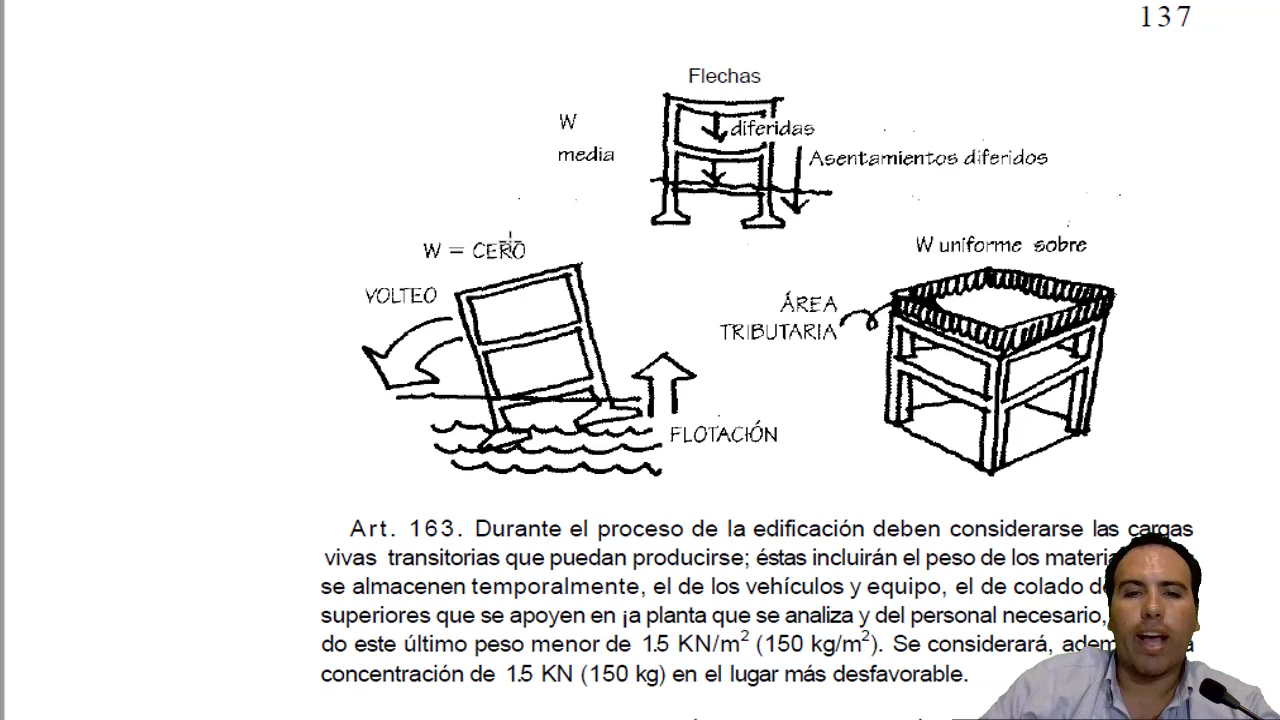 137
Flechas
W
diferidas
media
Asentamientos diferidos
W = CERO
W uniforme sobre
VOLTEO
ÁREA
TRIBUTARIA
FLOTACIÓN
Art. 163. Durante el proceso de la edificación deben considerarse las cargas
vivas transitorias que puedan producirse; éstas incluirán el peso de los
se almacenen temporalmente, el de los vehículos y equipo, el de colado
superiores que se apoyen en ¡a planta que se analiza y del personal necesario,
do este último peso menor de 1.5 KN/m² (150 kg/m²). Se considerará,
concentración de 1.5 KN (150 kg) en el lugar más desfavorable.